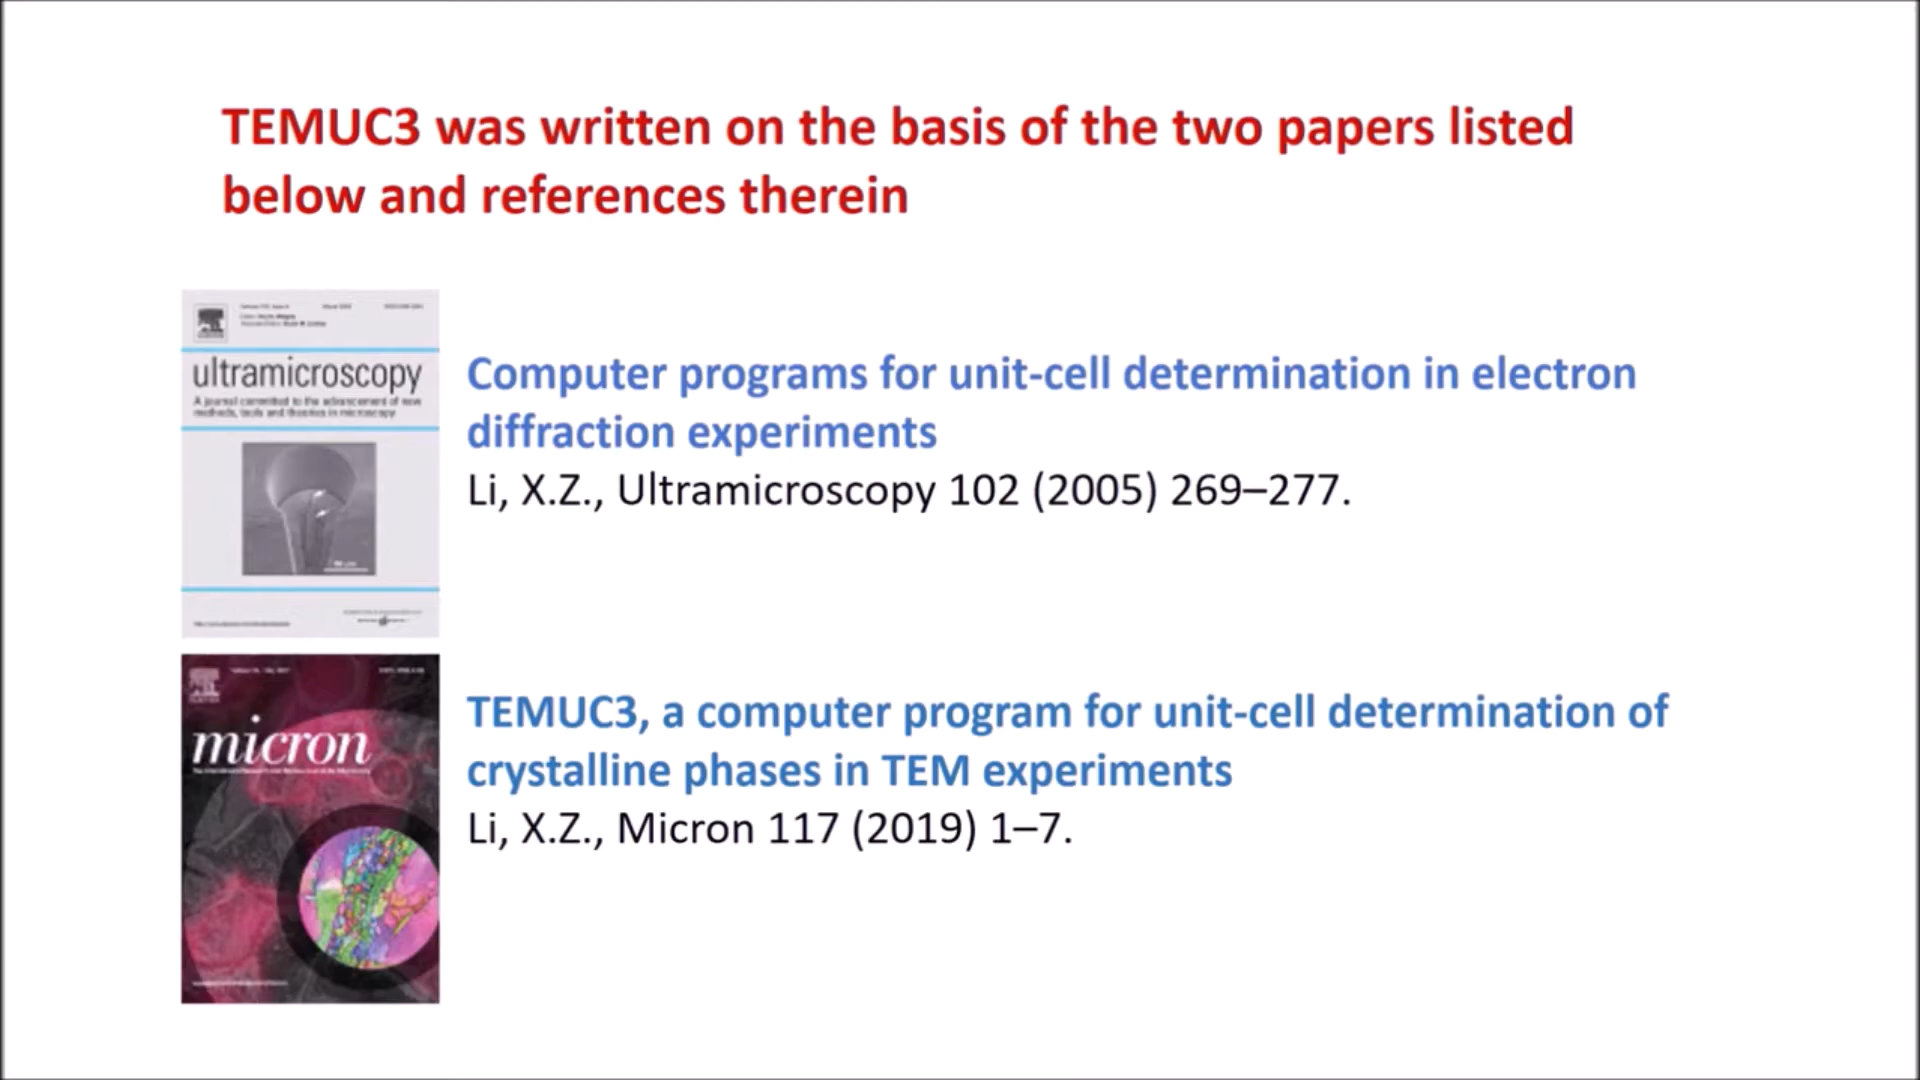 TEMUC3 was written on the basis of the two papers listed
below and references therein
ultramicroscopy
A journal committed to the advancement of new
methods, tools and theories in microscopy
Computer programs for unit-cell determination in electron
diffraction experiments
Li, X.Z., Ultramicroscopy 102 (2005) 269–277.
micron
TEMUC3, a computer program for unit-cell determination of
crystalline phases in TEM experiments
Li, X.Z., Micron 117 (2019) 1–7.